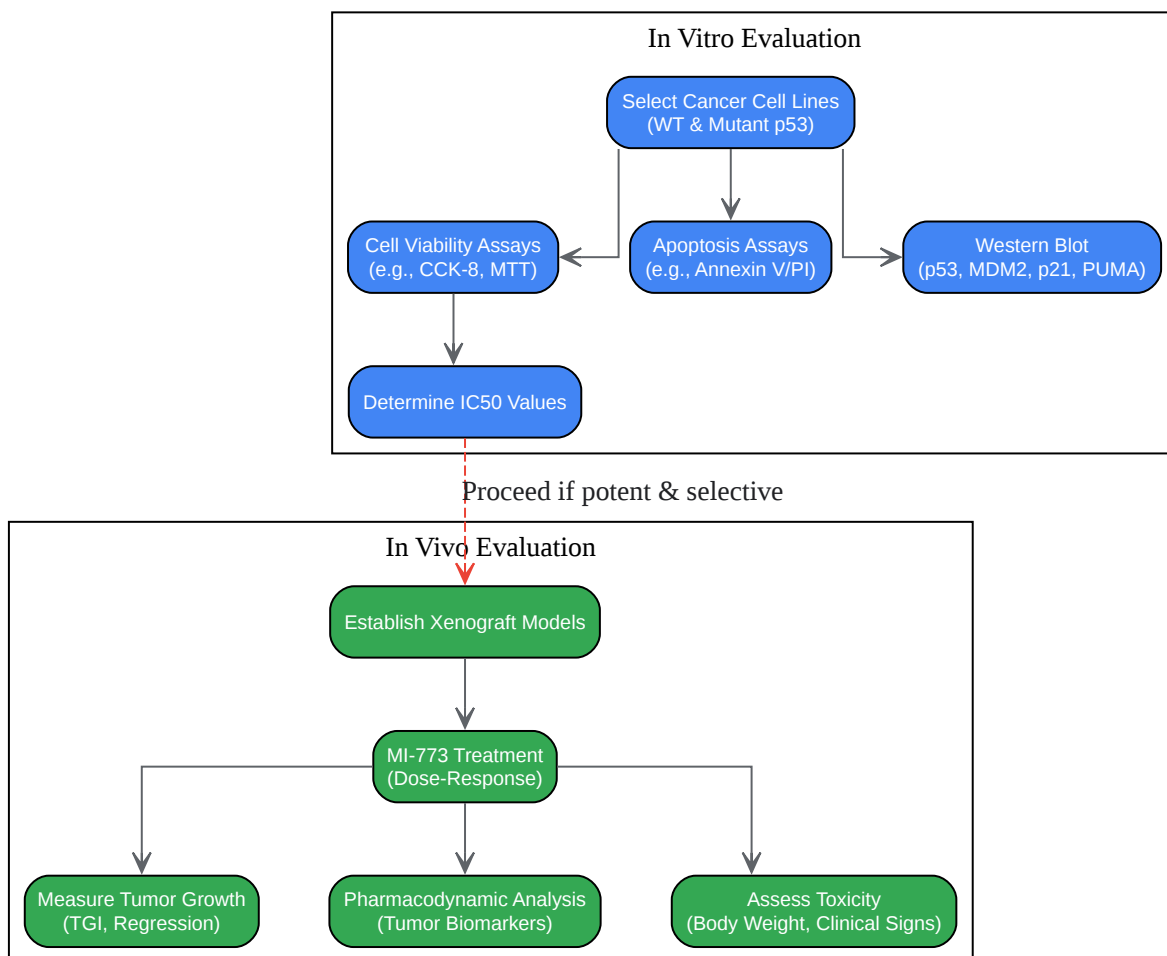 In Vitro Evaluation
Select Cancer Cell Lines
(WT & Mutant p53)
Cell Viability Assays
(e.g., CCK-8, MTT)
Apoptosis Assays
(e.g., Annexin V/PI)
Western Blot
(p53, MDM2, p21, PUMA)
Determine IC50 Values
Proceed if potent & selective
In Vivo Evaluation
Establish Xenograft Models
MI-773 Treatment
(Dose-Response)
Measure Tumor Growth
(TGI, Regression)
Pharmacodynamic Analysis
(Tumor Biomarkers)
Assess Toxicity
(Body Weight, Clinical Signs)